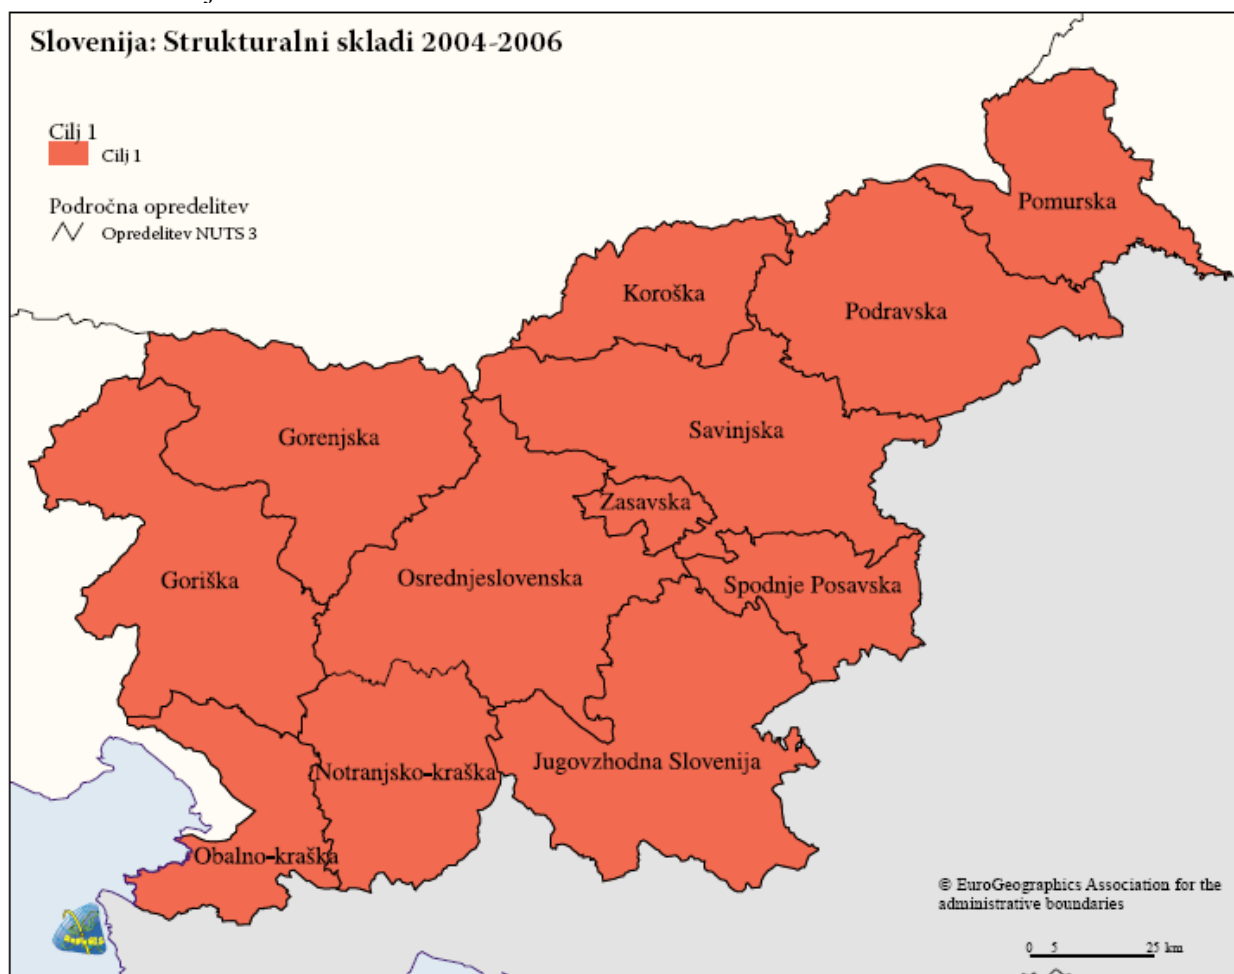 Slovenija: Strukturalni skladi 2004-2006
Cilj 1
Cilj 1
Področna opredelitev
Opredelitev NUTS 3
Pomurska
Koroška
Podravska
Gorenjska
Savinjska
Zasavska
Goriška
Osrednjeslovenska
Spodnje Posavska
Notranjsko-kraška
Jugovzhodna Slovenija
Obalno-kraška
© EuroGeographics Association for the
administrative boundaries
0 5 25 km